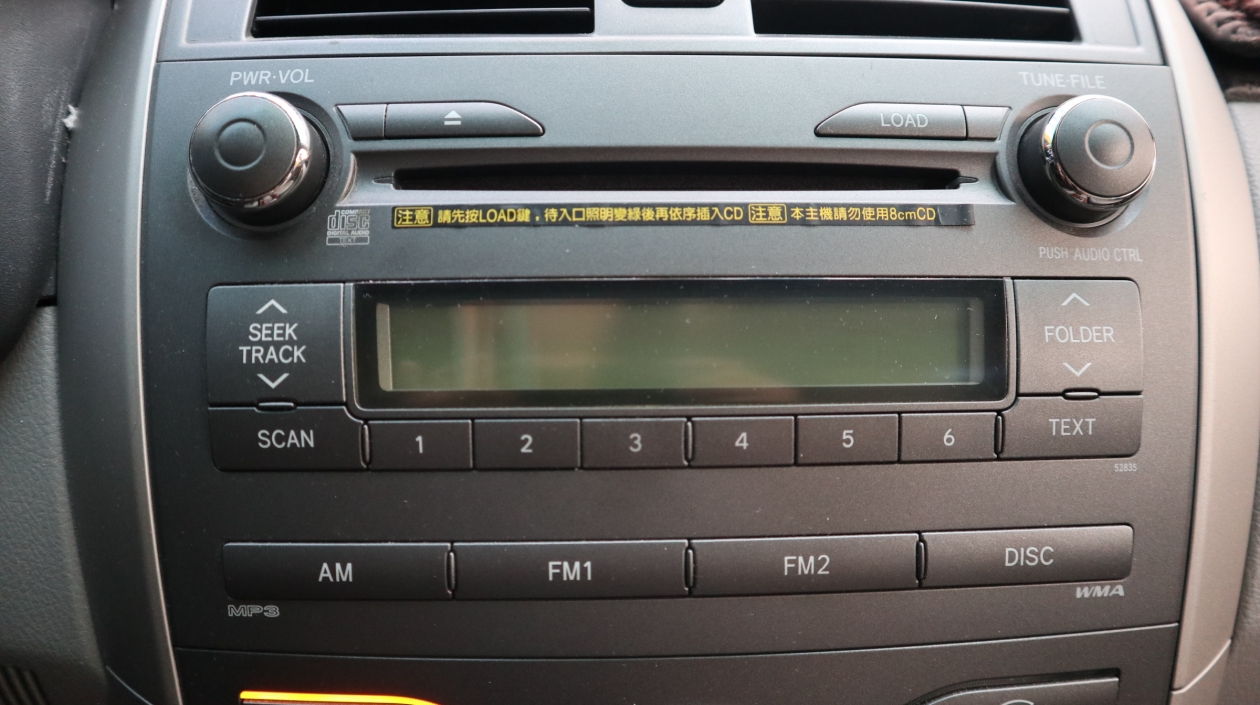 PWR·VOL
TUNE·FILE
LOAD
COMPACT
disc
DIGITAL AUDIO
TEXT
注意 請先按LOAD鍵，待入口照明變綠後再依序插入CD 注意 本主機請勿使用8cmCD
PUSH AUDIO CTRL
SEEK
TRACK
FOLDER
SCAN
1
2
3
4
5
6
TEXT
52835
AM
FM1
FM2
DISC
MP3
WMA